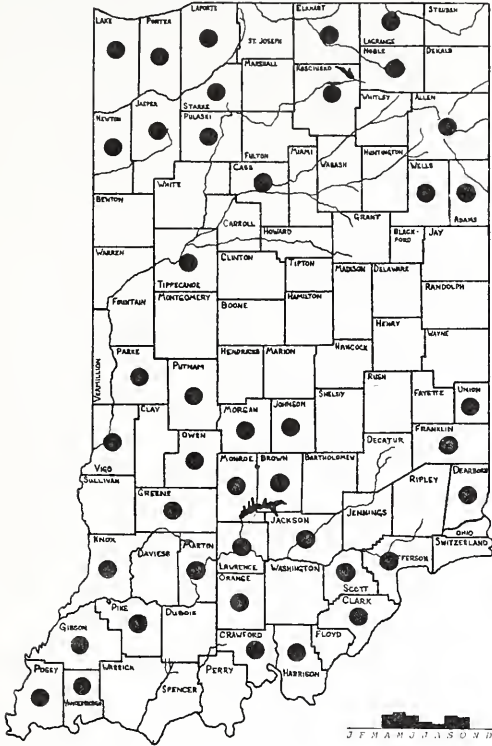 LAKE
PORTER
LAPORTE
ST. JOSEPH
ELKHART
LAGRANGE
STEUBEN
NOBLE
DEKALB
MARSHALL
KOSCIUSKO
STARKE
WHITLEY
ALLEN
NEWTON
JASPER
PULASKI
FULTON
MIAMI
WABASH
HUNTINGTON
CASS
WELLS
ADAMS
WHITE
BENTON
CARROLL
HOWARD
GRANT
BLACK-
FORD
JAY
WARREN
TIPPECANOE
CLINTON
TIPTON
MADISON
DELAWARE
RANDOLPH
FOUNTAIN
MONTGOMERY
BOONE
HAMILTON
HENRY
WAYNE
VERMILLION
PARKE
PUTNAM
HENDRICKS
MARION
HANCOCK
RUSH
FAYETTE
UNION
SHELBY
CLAY
MORGAN
JOHNSON
FRANKLIN
VIGO
OWEN
MONROE
BROWN
BARTHOLOMEW
DECATUR
DEARBORN
RIPLEY
SULLIVAN
GREENE
JACKSON
JENNINGS
OHIO
SWITZERLAND
KNOX
DAVIESS
MARTIN
LAWRENCE
ORANGE
WASHINGTON
SCOTT
JEFFERSON
CLARK
GIBSON
PIKE
DUBOIS
CRAWFORD
FLOYD
HARRISON
POSEY
VANDERBURGH
WARRICK
SPENCER
PERRY
J F M A M J J A S O N D